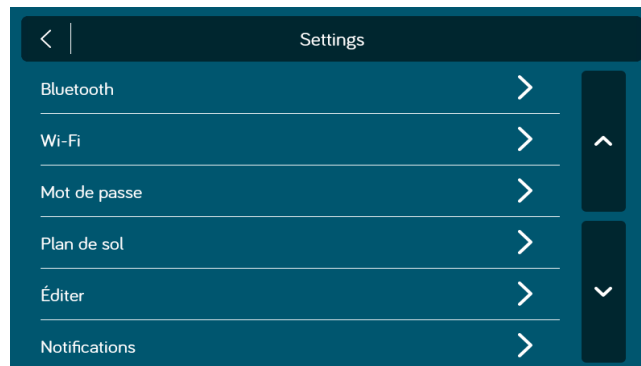 Settings
Bluetooth
Wi-Fi
Mot de passe
Plan de sol
Éditer
Notifications